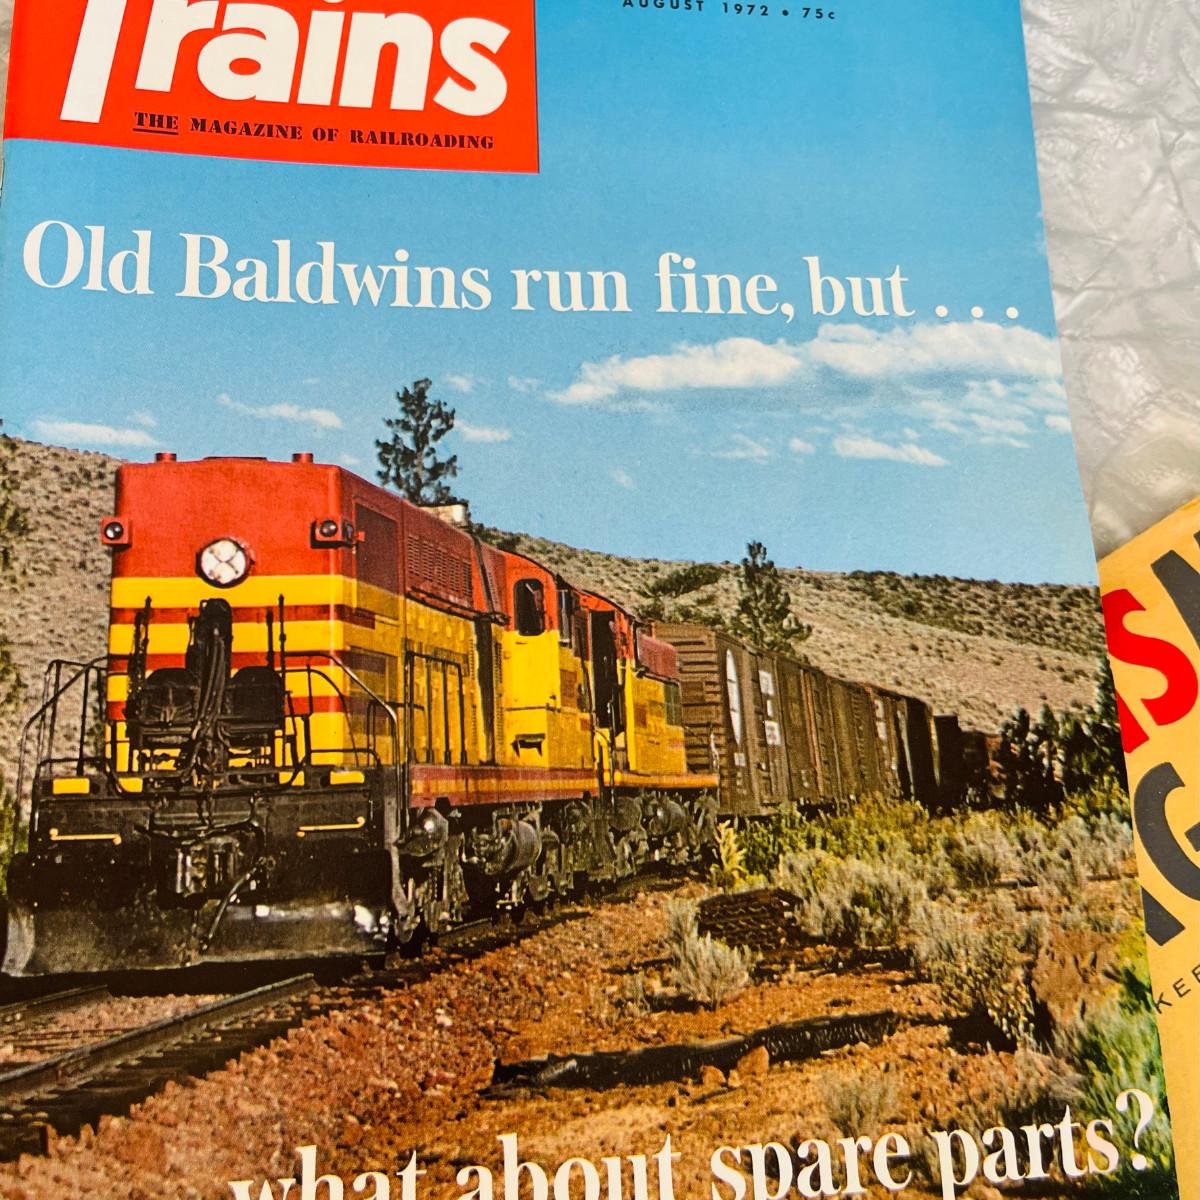 AUGUST 1972 • 75c
Trains
THE MAGAZINE OF RAILROADING
Old Baldwins run fine, but . . .
what about spare parts?